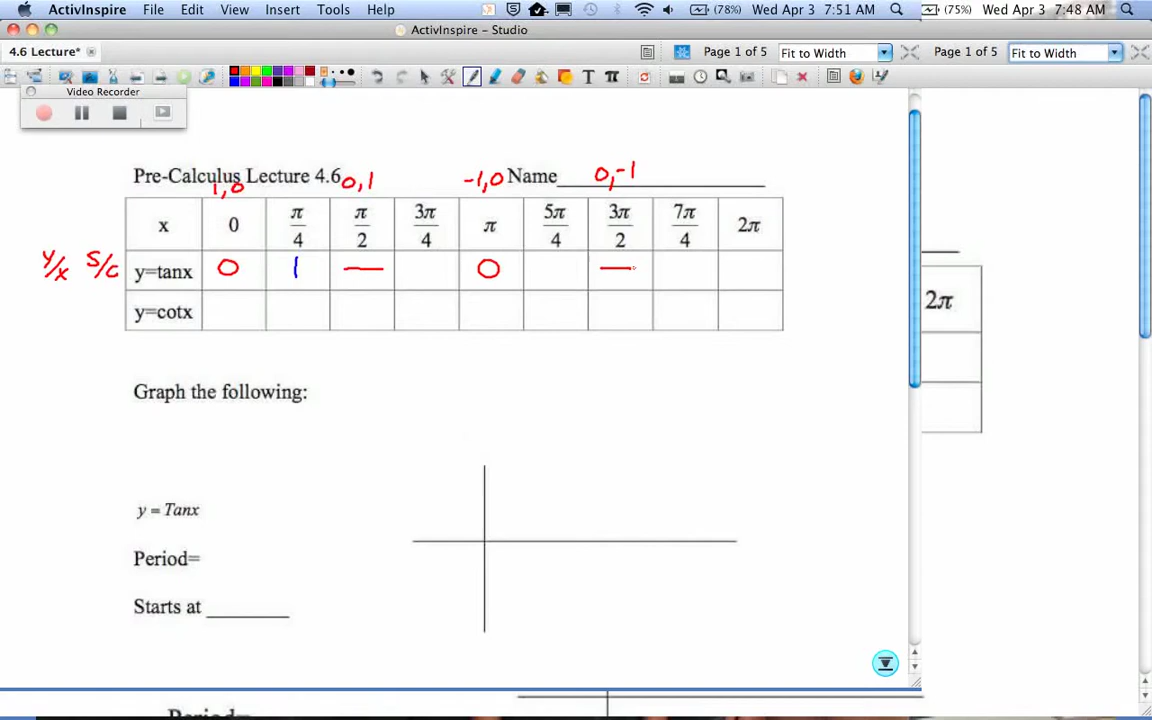 ActivInspire File Edit View Insert Tools Help (78%) Wed Apr 3 7:51 AM (75%) Wed Apr 3 7:48 AM
ActivInspire – Studio
4.6 Lecture* Page 1 of 5 Fit to Width Page 1 of 5 Fit to Width
Video Recorder
Pre-Calculus Lecture 4.6 Name
1,0 0,1 -1,0 0,-1
x 0 π/4 π/2 3π/4 π 5π/4 3π/2 7π/4 2π
y/x S/C y=tanx 0 1 — 0 —
y=cotx
2π
Graph the following:
y = Tanx
Period=
Starts at ________
Period=